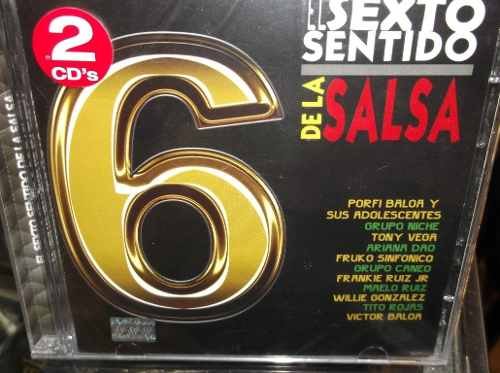 2
CD's
EL SEXTO
SENTIDO
DE LA
SALSA
6
PORFI BALOA Y
SUS ADOLESCENTES
GRUPO NICHE
TONY VEGA
ARIANA DAO
FRUKO SINFONICO
GRUPO CANEO
FRANKIE RUIZ JR
MAELO RUIZ
WILLIE GONZALEZ
TITO ROJAS
VICTOR BALOA
EL SEXTO SENTIDO DE LA SALSA